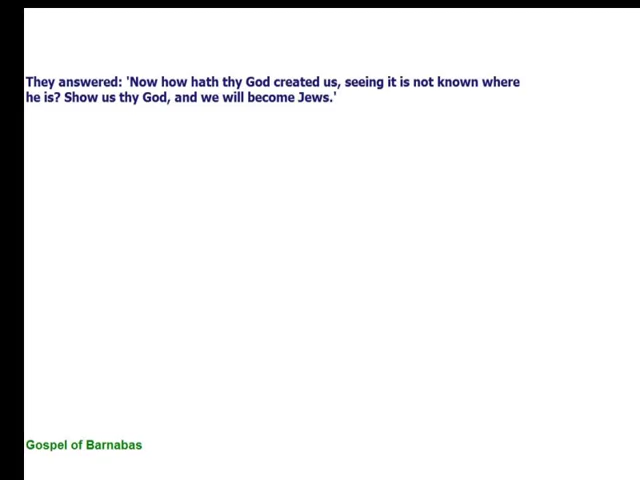 They answered: 'Now how hath thy God created us, seeing it is not known where
he is? Show us thy God, and we will become Jews.'
Gospel of Barnabas